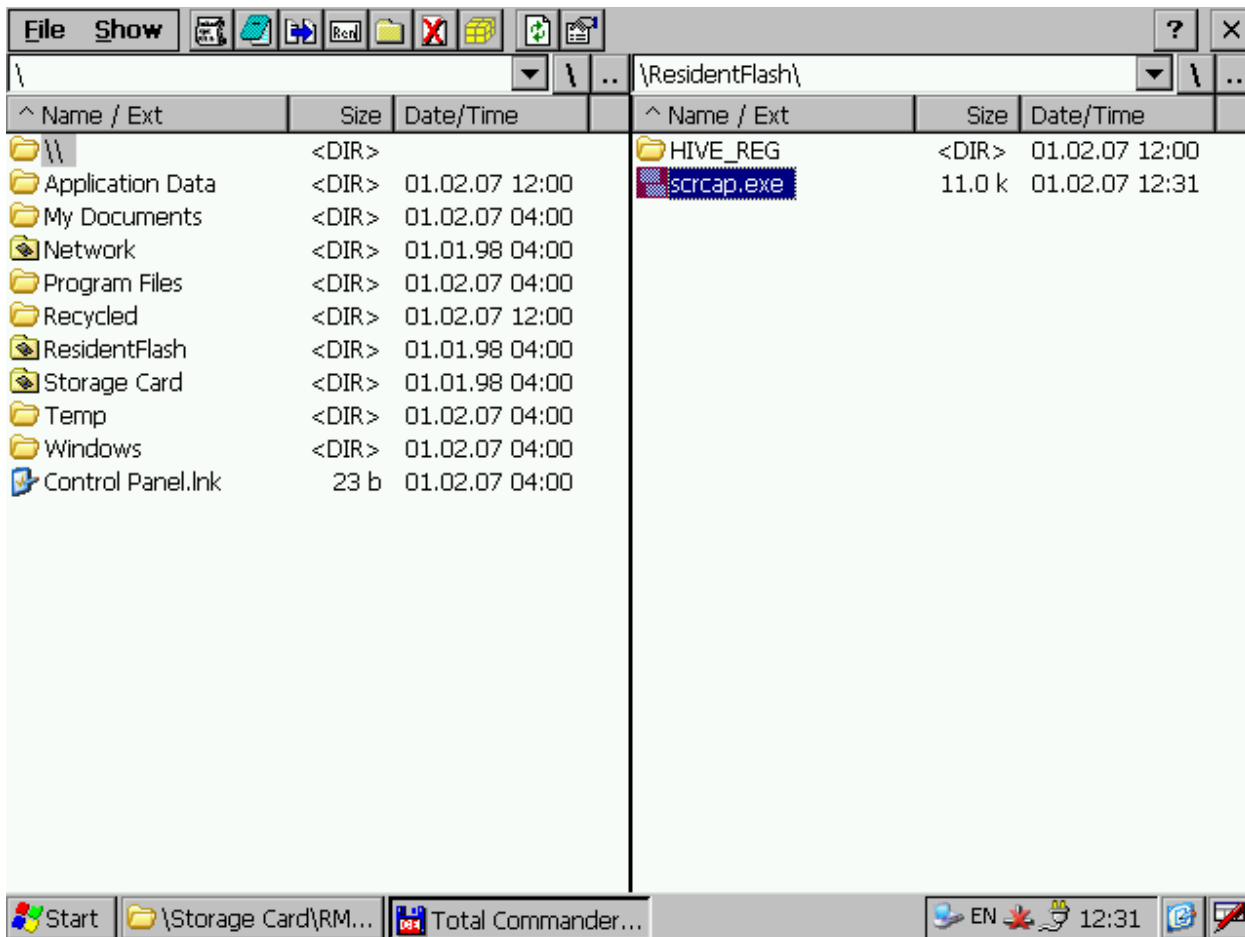 File Show Ren ? ×
\ \ .. \ResidentFlash\ \ ..
^ Name / Ext Size Date/Time ^ Name / Ext Size Date/Time
\\ <DIR> HIVE_REG <DIR> 01.02.07 12:00
Application Data <DIR> 01.02.07 12:00 scrcap.exe 11.0 k 01.02.07 12:31
My Documents <DIR> 01.02.07 04:00
Network <DIR> 01.01.98 04:00
Program Files <DIR> 01.02.07 04:00
Recycled <DIR> 01.02.07 12:00
ResidentFlash <DIR> 01.01.98 04:00
Storage Card <DIR> 01.01.98 04:00
Temp <DIR> 01.02.07 04:00
Windows <DIR> 01.02.07 04:00
Control Panel.lnk 23 b 01.02.07 04:00
Start \Storage Card\RM... Total Commander... EN 12:31